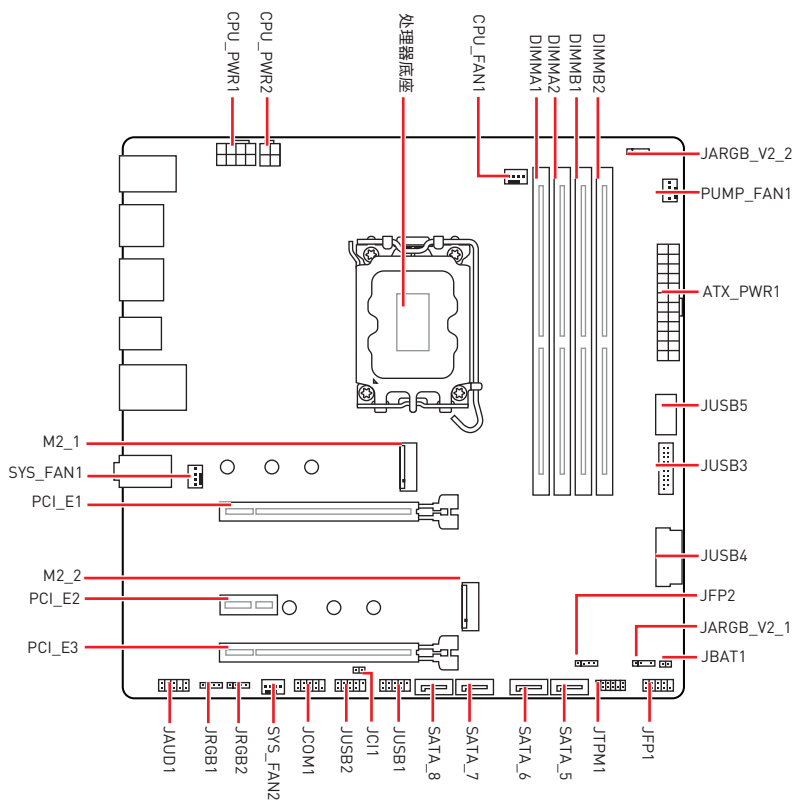 CPU_PWR1
CPU_PWR2
处理器底座
CPU_FAN1
DIMMA1
DIMMA2
DIMMB1
DIMMB2
JARGB_V2_2
PUMP_FAN1
ATX_PWR1
JUSB5
M2_1
JUSB3
SYS_FAN1
PCI_E1
JUSB4
M2_2
JFP2
PCI_E2
JARGB_V2_1
PCI_E3
JBAT1
JAUD1
JRGB1
JRGB2
SYS_FAN2
JCOM1
JUSB2
JCI1
JUSB1
SATA_8
SATA_7
SATA_6
SATA_5
JTPM1
JFP1